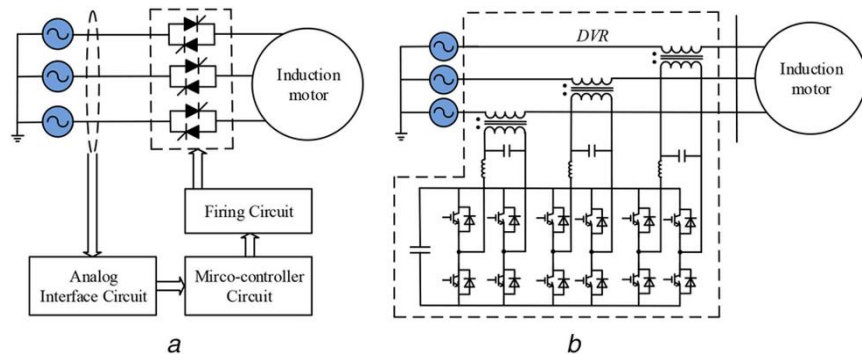 Induction
motor
Firing Circuit
Analog
Interface Circuit
Mirco-controller
Circuit
a
DVR
Induction
motor
b